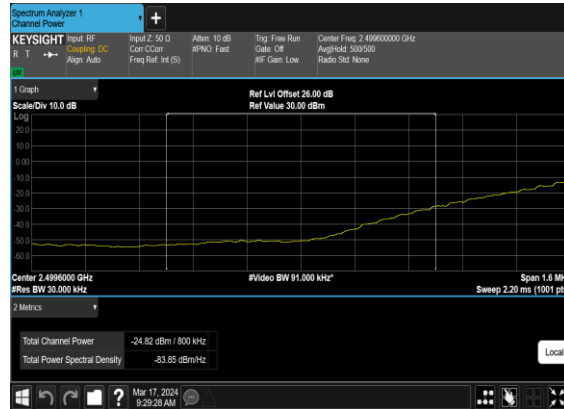 Spectrum Analyzer 1
Channel Power
+
KEYSIGHT Input: RF Input Z: 50 Ω Atten: 10 dB Trig: Free Run Center Freq: 2.499600000 GHz
R T Coupling: DC Corr CCorr #PNO: Fast Gate: Off Avg|Hold: 500/500
Align: Auto Freq Ref: Int (S) #IF Gain: Low Radio Std: None
1 Graph
Ref Lvl Offset 26.00 dB
Scale/Div 10.0 dB Ref Value 30.00 dBm
Log
20.0
10.0
0.00
-10.0
-20.0
-30.0
-40.0
-50.0
-60.0
Center 2.4996000 GHz #Video BW 91.000 kHz* Span 1.6 MH
#Res BW 30.000 kHz Sweep 2.20 ms (1001 pts
2 Metrics
Total Channel Power -24.82 dBm / 800 kHz
Total Power Spectral Density -83.85 dBm/Hz
Local
? Mar 17, 2024
9:29:28 AM